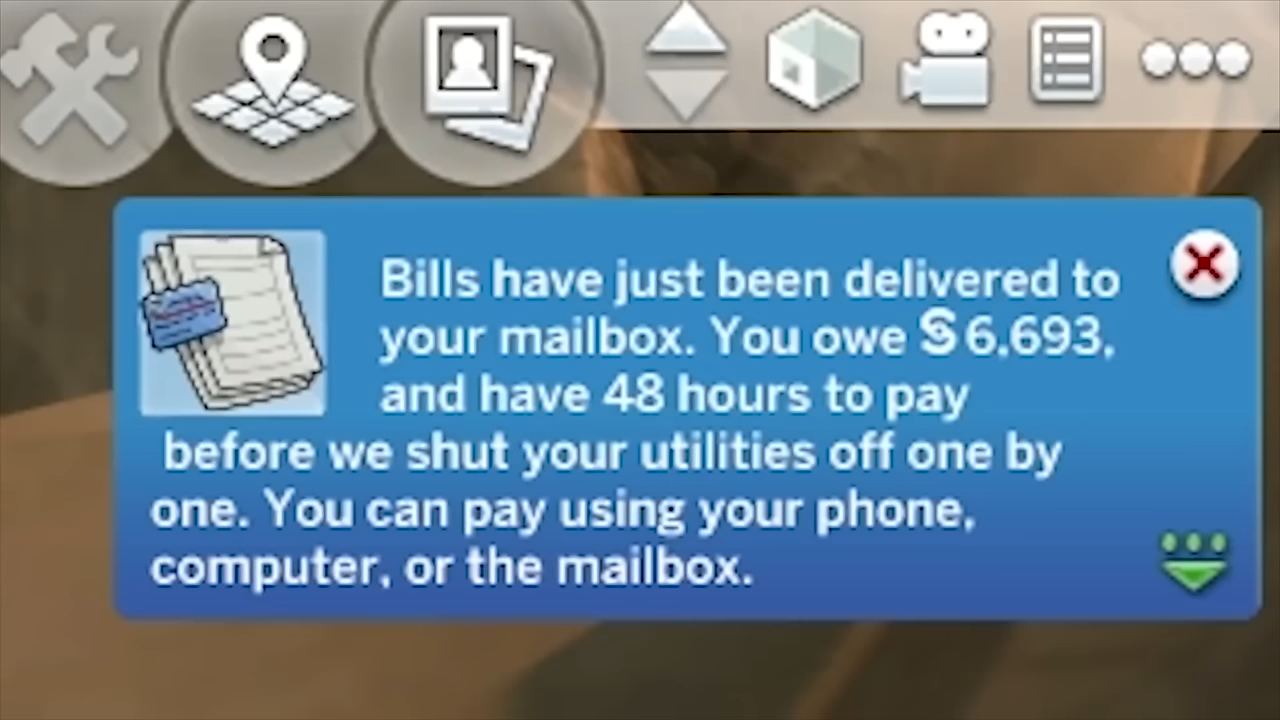 Bills have just been delivered to
your mailbox. You owe §6,693,
and have 48 hours to pay
before we shut your utilities off one by
one. You can pay using your phone,
computer, or the mailbox.